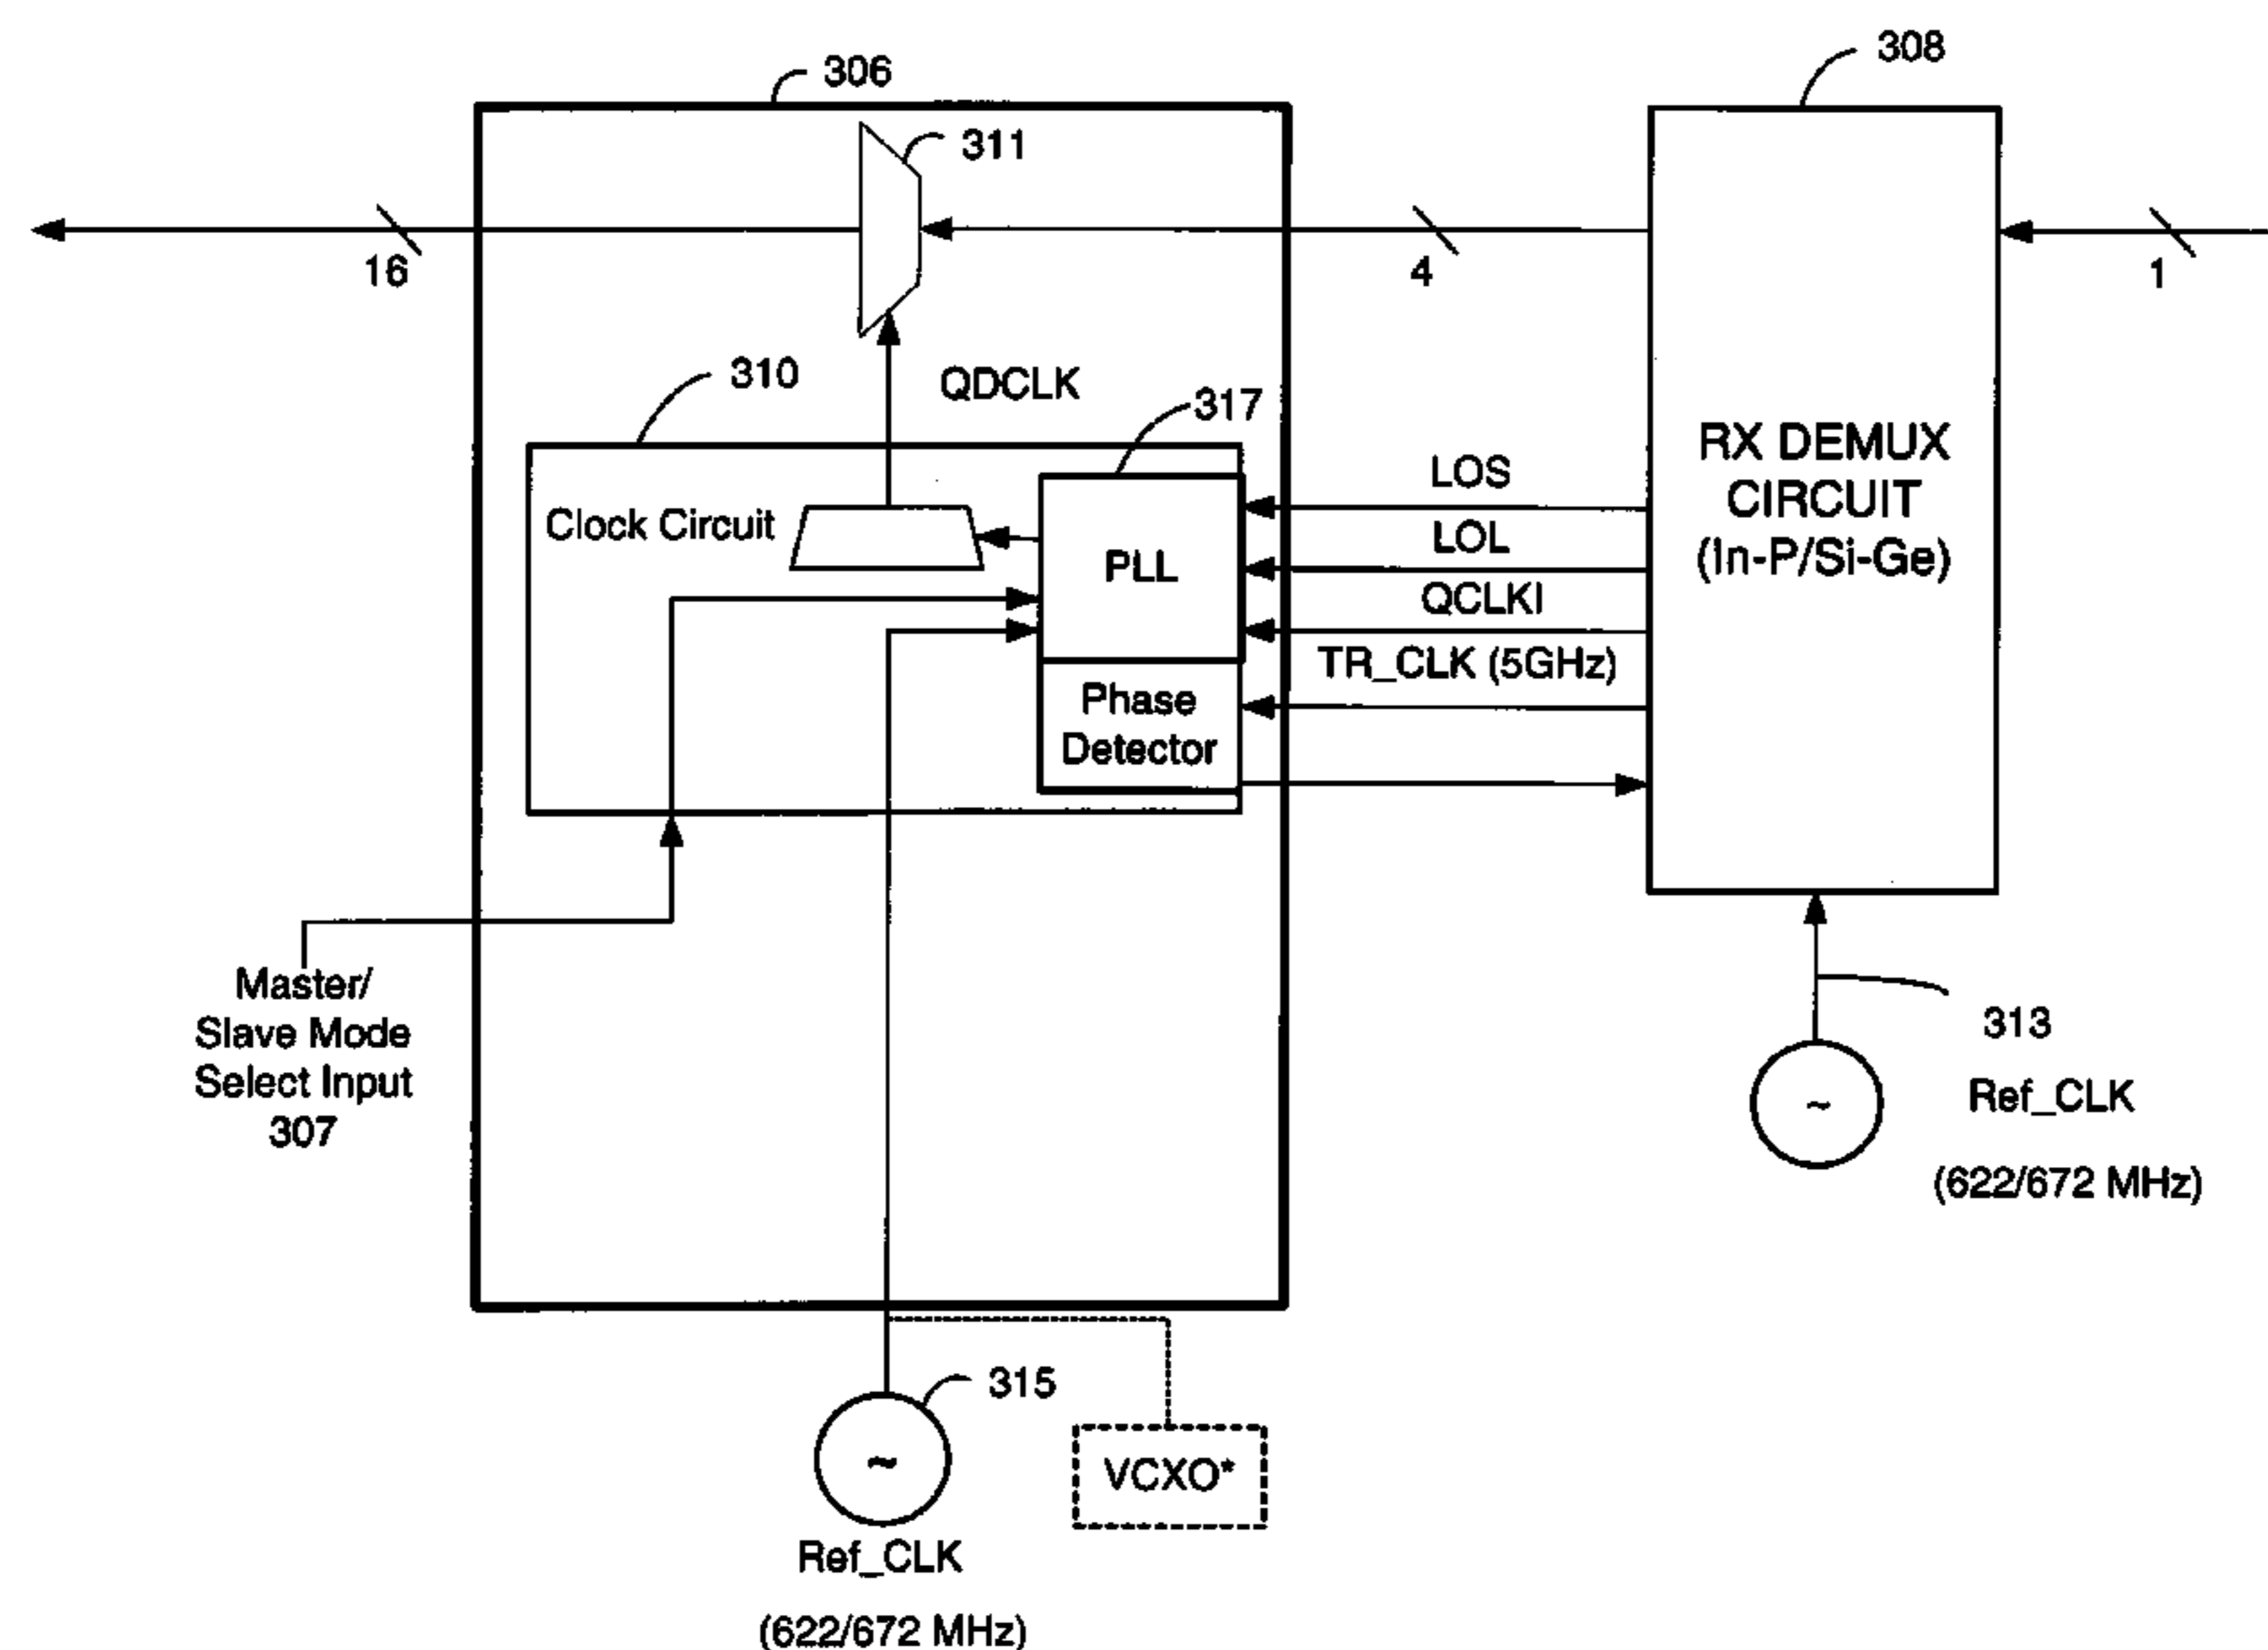 306
308
311
16
4
1
310
QDCLK
317
Clock Circuit
PLL
Phase
Detector
LOS
LOL
QCLKI
TR_CLK (5GHz)
RX DEMUX
CIRCUIT
(In-P/Si-Ge)
Master/
Slave Mode
Select Input
307
313
~
Ref_CLK
(622/672 MHz)
315
~
VCXO*
Ref_CLK
(622/672 MHz)